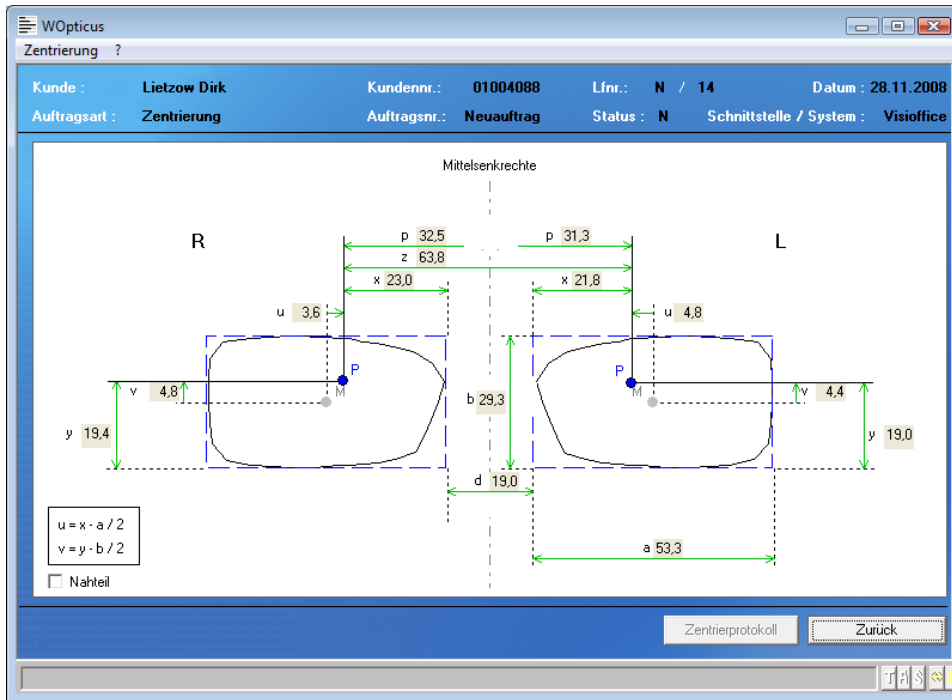 WOpticus
Zentrierung ?
Kunde : Lietzow Dirk Kundennr.: 01004088 Lfnr.: N / 14 Datum : 28.11.2008
Auftragsart : Zentrierung Auftragsnr.: Neuauftrag Status : N Schnittstelle / System : Visioffice
Mittelsenkrechte
R L
p 32,5 p 31,3
z 63,8
x 23,0 x 21,8
u 3,6 u 4,8
P P
v 4,8 M M v 4,4
b 29,3
y 19,4 y 19,0
d 19,0
u = x - a / 2
v = y - b / 2
a 53,3
Nahteil
Zentrierprotokoll Zurück
T A S